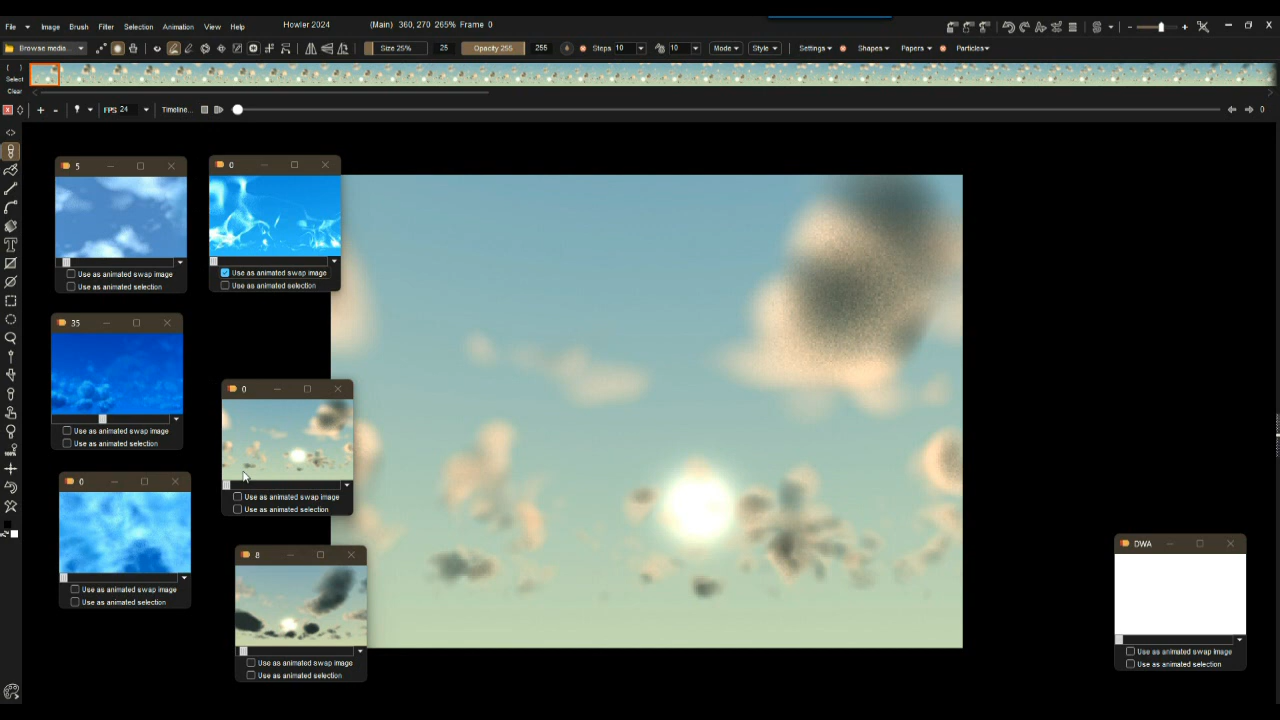 File Image Brush Filter Selection Animation View Help Howler 2024 (Main) 360, 270 265% Frame 0
Browse media... Size 25% 25 Opacity 255 255 Steps 10 10 Mode Style Settings Shapes Papers Particles
Select
Clear
FPS 24 Timeline... 0
5
Use as animated swap image
Use as animated selection
0
Use as animated swap image
Use as animated selection
35
Use as animated swap image
Use as animated selection
0
Use as animated swap image
Use as animated selection
0
Use as animated swap image
Use as animated selection
8
Use as animated swap image
Use as animated selection
DWA
Use as animated swap image
Use as animated selection